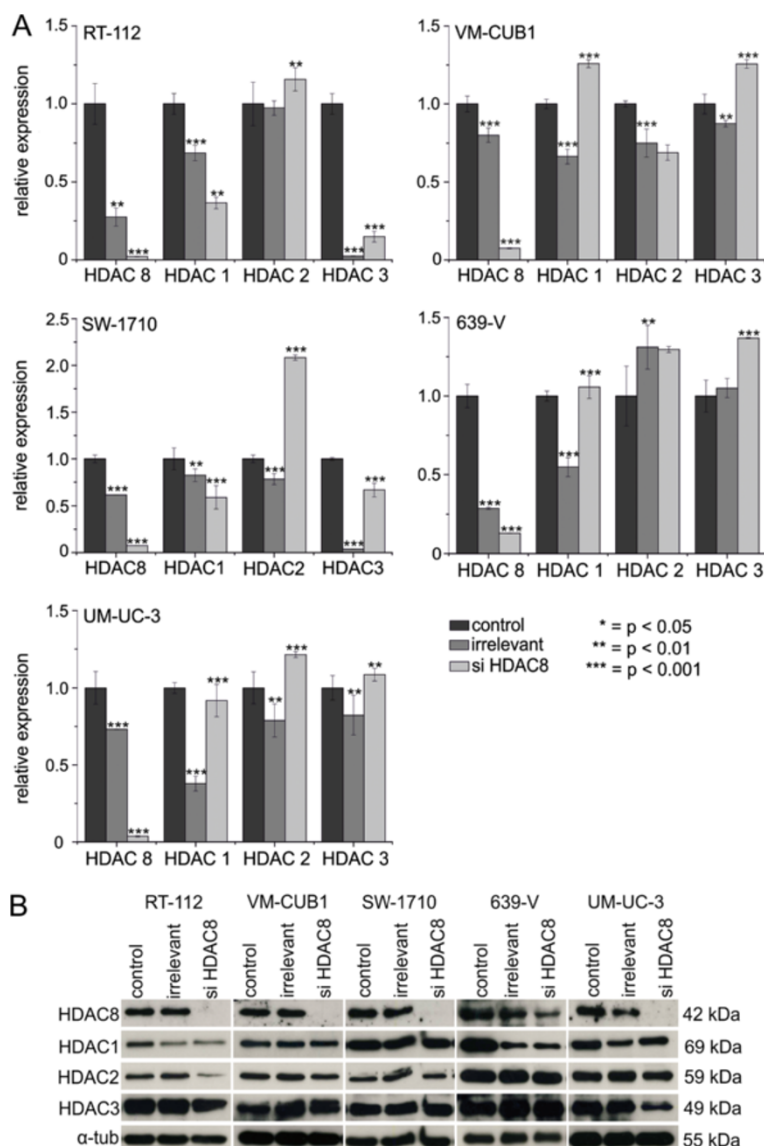 A
RT-112
relative expression
1.5
1.0
0.5
0
** *** *** ** ** *** ***
HDAC 8 HDAC 1 HDAC 2 HDAC 3
VM-CUB1
1.5
1.0
0.5
0
*** *** *** *** *** ** ***
HDAC 8 HDAC 1 HDAC 2 HDAC 3
SW-1710
relative expression
2.5
2.0
1.5
1.0
0.5
0
*** *** ** *** *** *** *** ***
HDAC8 HDAC1 HDAC2 HDAC3
639-V
relative expression
1.5
1.0
0.5
0
*** *** *** *** ** ***
HDAC 8 HDAC 1 HDAC 2 HDAC 3
UM-UC-3
relative expression
1.5
1.0
0.5
0
*** *** *** *** ** *** ** **
HDAC 8 HDAC 1 HDAC 2 HDAC 3
control * = p < 0.05
irrelevant ** = p < 0.01
si HDAC8 *** = p < 0.001
B
RT-112 VM-CUB1 SW-1710 639-V UM-UC-3
control irrelevant si HDAC8 control irrelevant si HDAC8 control irrelevant si HDAC8 control irrelevant si HDAC8 control irrelevant si HDAC8
HDAC8 42 kDa
HDAC1 69 kDa
HDAC2 59 kDa
HDAC3 49 kDa
α-tub 55 kDa